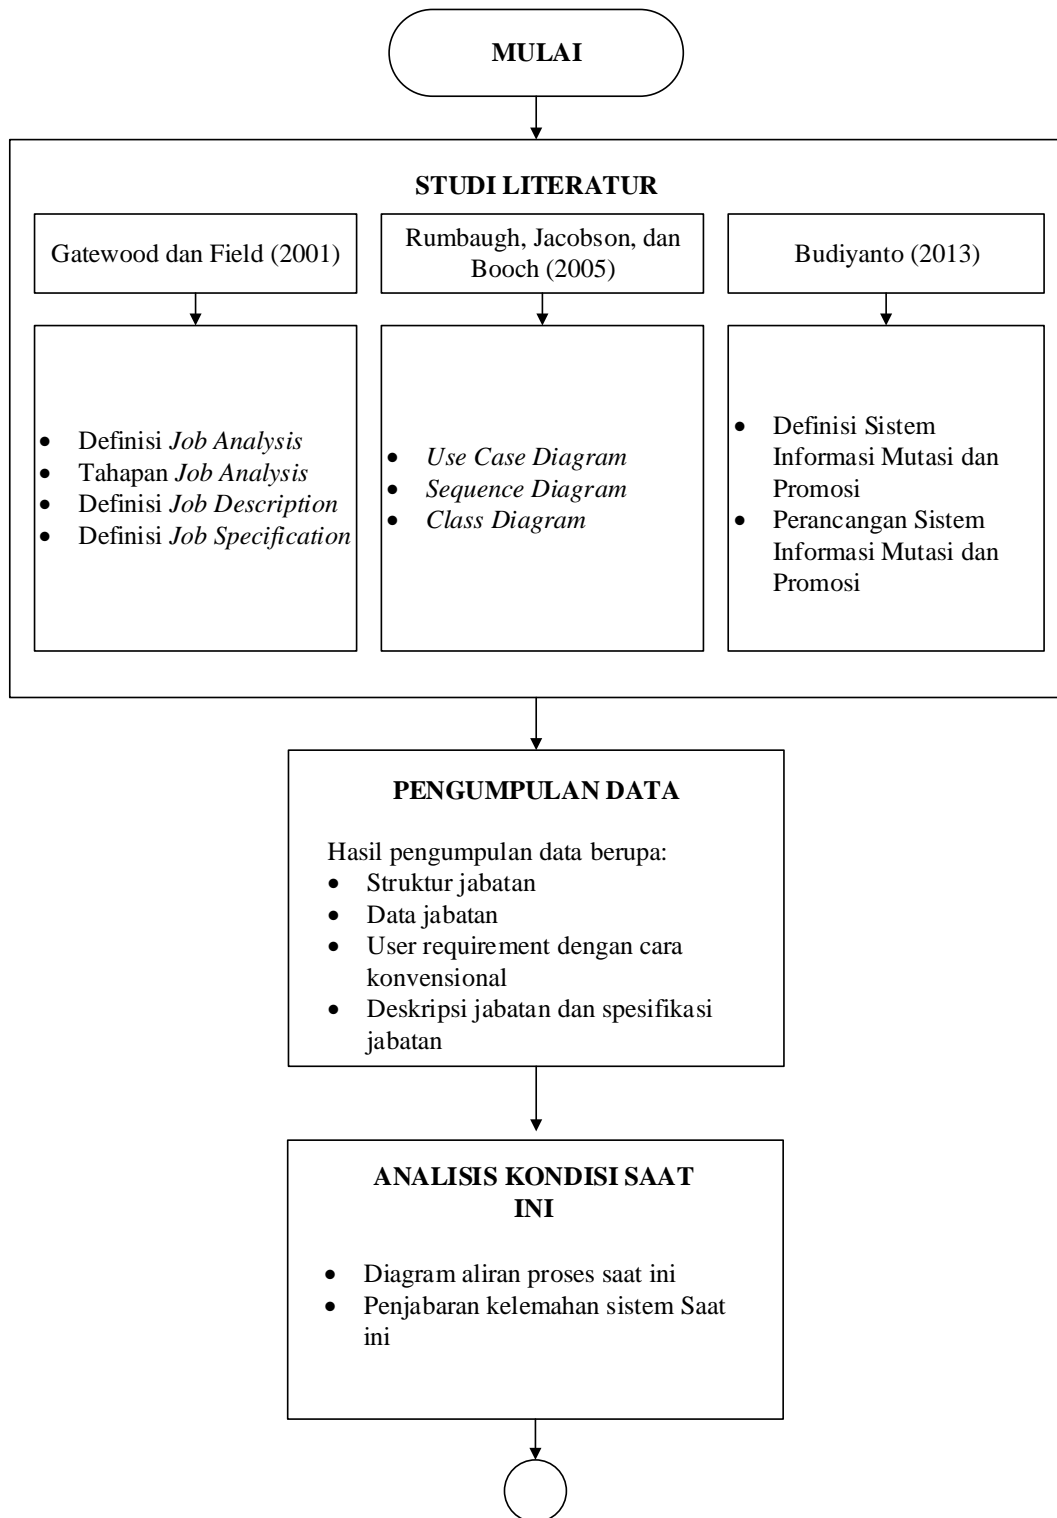 MULAI
STUDI LITERATUR
Gatewood dan Field (2001)
Rumbaugh, Jacobson, dan
Booch (2005)
Budiyanto (2013)
• Definisi Job Analysis
• Tahapan Job Analysis
• Definisi Job Description
• Definisi Job Specification
• Use Case Diagram
• Sequence Diagram
• Class Diagram
• Definisi Sistem
Informasi Mutasi dan
Promosi
• Perancangan Sistem
Informasi Mutasi dan
Promosi
PENGUMPULAN DATA
Hasil pengumpulan data berupa:
• Struktur jabatan
• Data jabatan
• User requirement dengan cara
konvensional
• Deskripsi jabatan dan spesifikasi
jabatan
ANALISIS KONDISI SAAT
INI
• Diagram aliran proses saat ini
• Penjabaran kelemahan sistem Saat
ini